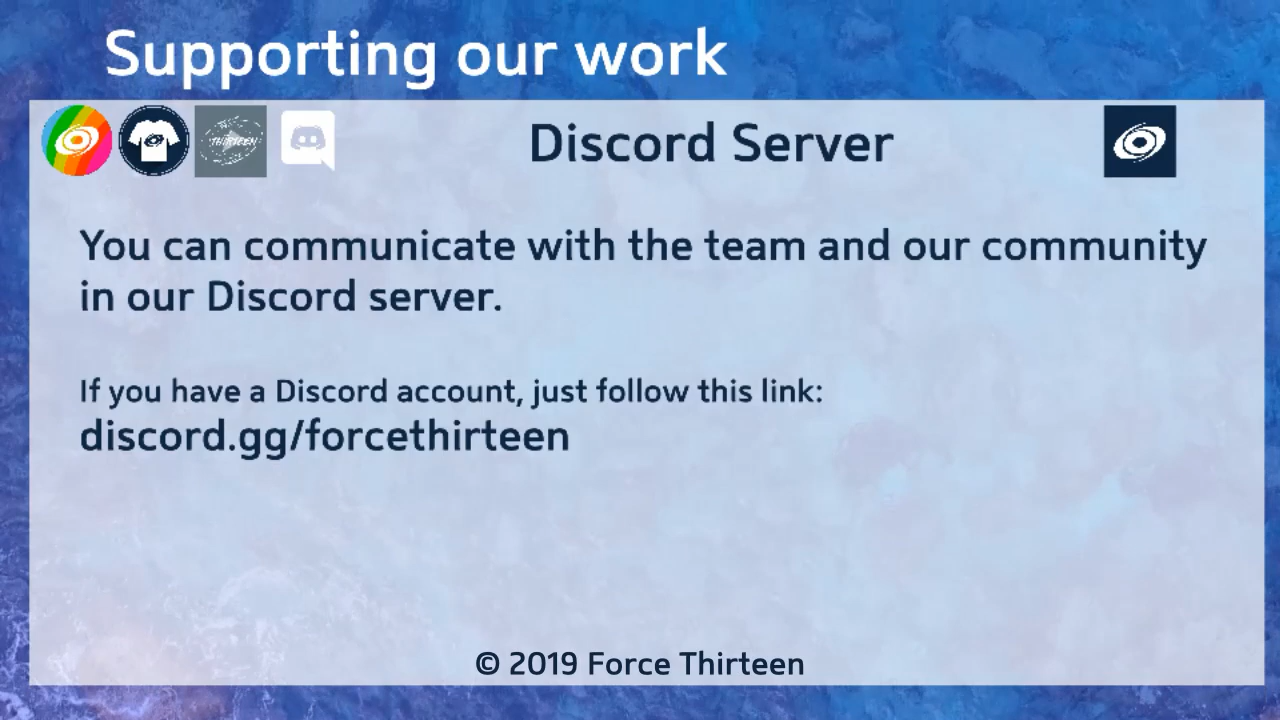 Supporting our work
THIRTEEN
Discord Server
You can communicate with the team and our community
in our Discord server.
If you have a Discord account, just follow this link:
discord.gg/forcethirteen
© 2019 Force Thirteen